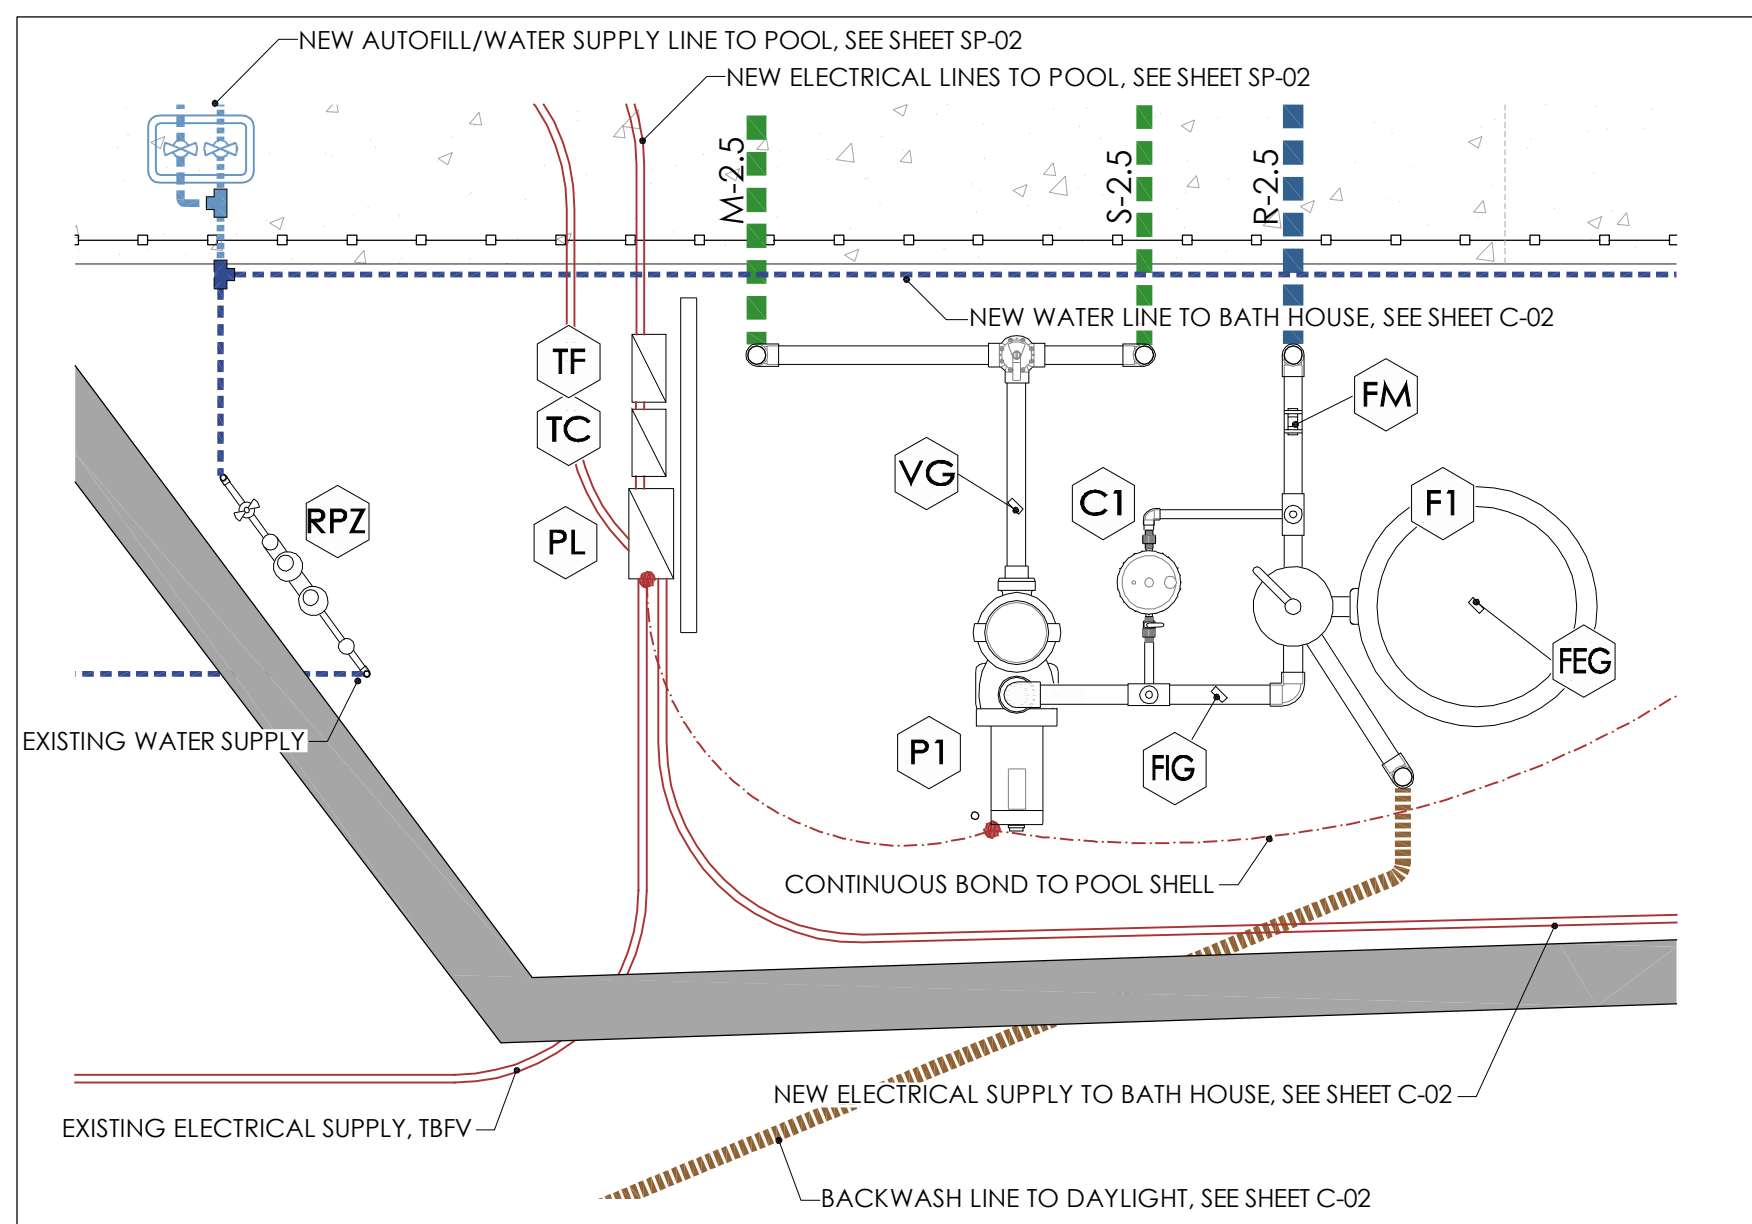 NEW AUTOFILL/WATER SUPPLY LINE TO POOL, SEE SHEET SP-02
NEW ELECTRICAL LINES TO POOL, SEE SHEET SP-02
M-2.5
S-2.5
R-2.5
NEW WATER LINE TO BATH HOUSE, SEE SHEET C-02
TF
TC
FM
VG
C1
F1
RPZ
PL
FEG
EXISTING WATER SUPPLY
P1
FIG
CONTINUOUS BOND TO POOL SHELL
NEW ELECTRICAL SUPPLY TO BATH HOUSE, SEE SHEET C-02
EXISTING ELECTRICAL SUPPLY, TBFV
BACKWASH LINE TO DAYLIGHT, SEE SHEET C-02